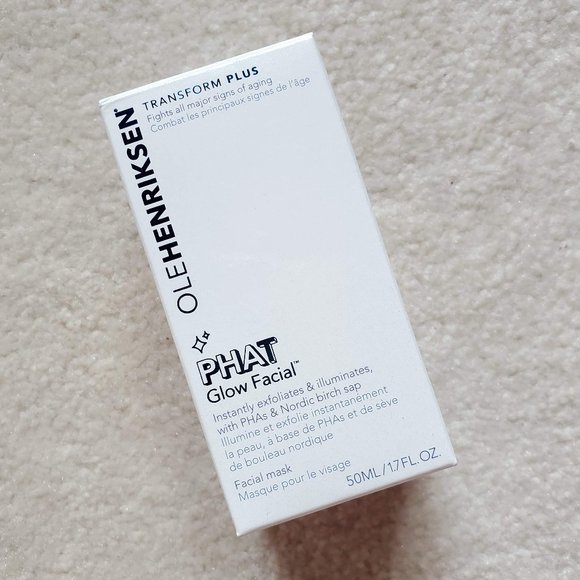 TRANSFORM PLUS
Fights all major signs of aging
Combat les principaux signes de l'âge
OLEHENRIKSEN®
PHAT
Glow Facial™
Instantly exfoliates & illuminates,
with PHAs & Nordic birch sap
Illumine et exfolie instantanément
la peau, à base de PHAs et de sève
de bouleau nordique
Facial mask
Masque pour le visage
50ML/1.7FL.OZ.